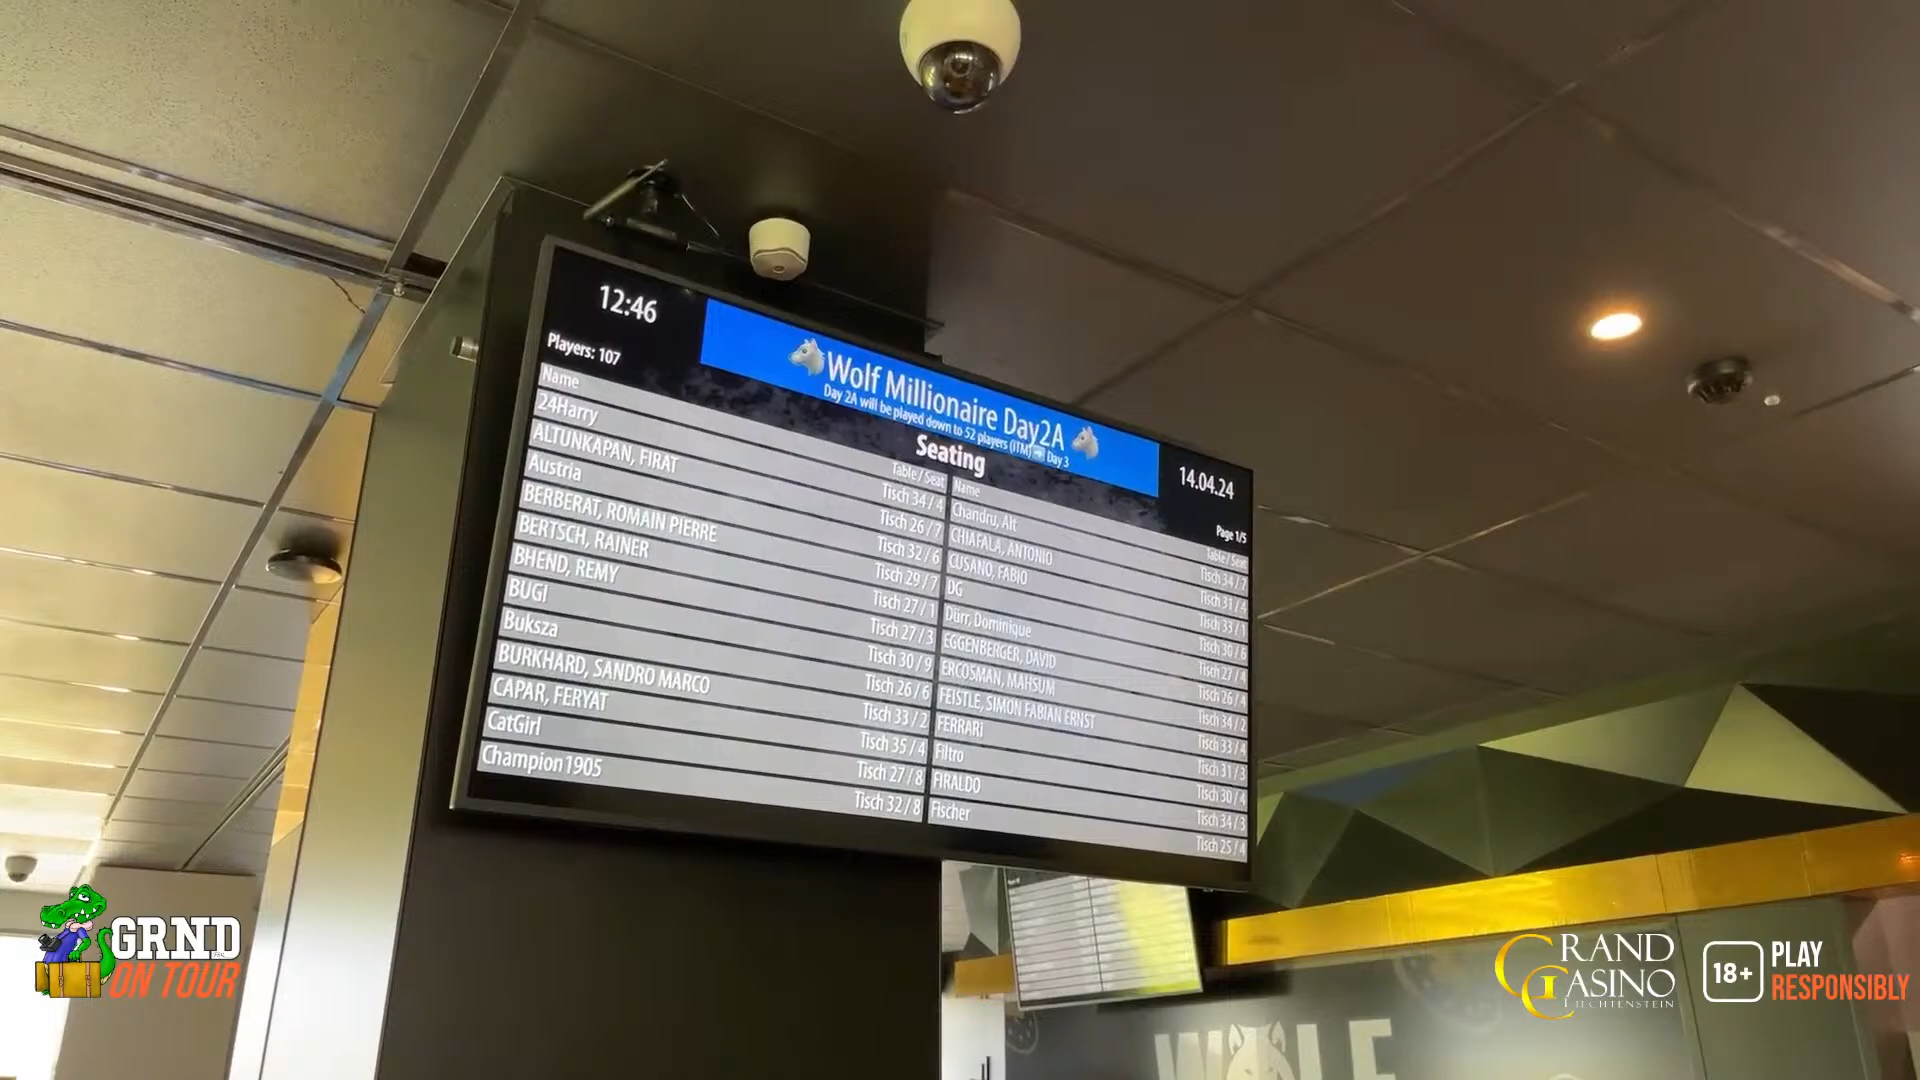 12:46
Players: 107
Wolf Millionaire Day2A
Day 2A will be played down to 52 players (ITM) ➡ Day 3
Seating
14.04.24
Page 1/5
Name Table / Seat
24Harry Tisch 34 / 4
ALTUNKAPAN, FIRAT Tisch 26 / 7
Austria Tisch 32 / 6
BERBERAT, ROMAIN PIERRE Tisch 29 / 7
BERTSCH, RAINER Tisch 27 / 1
BHEND, REMY Tisch 27 / 3
BUGI Tisch 30 / 9
Buksza Tisch 26 / 6
BURKHARD, SANDRO MARCO Tisch 33 / 2
CAPAR, FERYAT Tisch 35 / 4
CatGirl Tisch 27 / 8
Champion1905 Tisch 32 / 8
Name Table / Seat
Chandru, Alt Tisch 34 / 7
CHIAFALA, ANTONIO Tisch 31 / 4
CUSANO, FABIO Tisch 33 / 1
DG Tisch 30 / 6
Dürr, Dominique Tisch 27 / 4
EGGENBERGER, DAVID Tisch 26 / 4
ERCOSMAN, MAHSUM Tisch 34 / 2
FEISTLE, SIMON FABIAN ERNST Tisch 33 / 4
FERRARI Tisch 31 / 3
Filtro Tisch 30 / 4
FIRALDO Tisch 34 / 3
Fischer Tisch 25 / 4
WOLF
GRND
ON TOUR
GRAND
CASINO
LIECHTENSTEIN
18+
PLAY
RESPONSIBLY